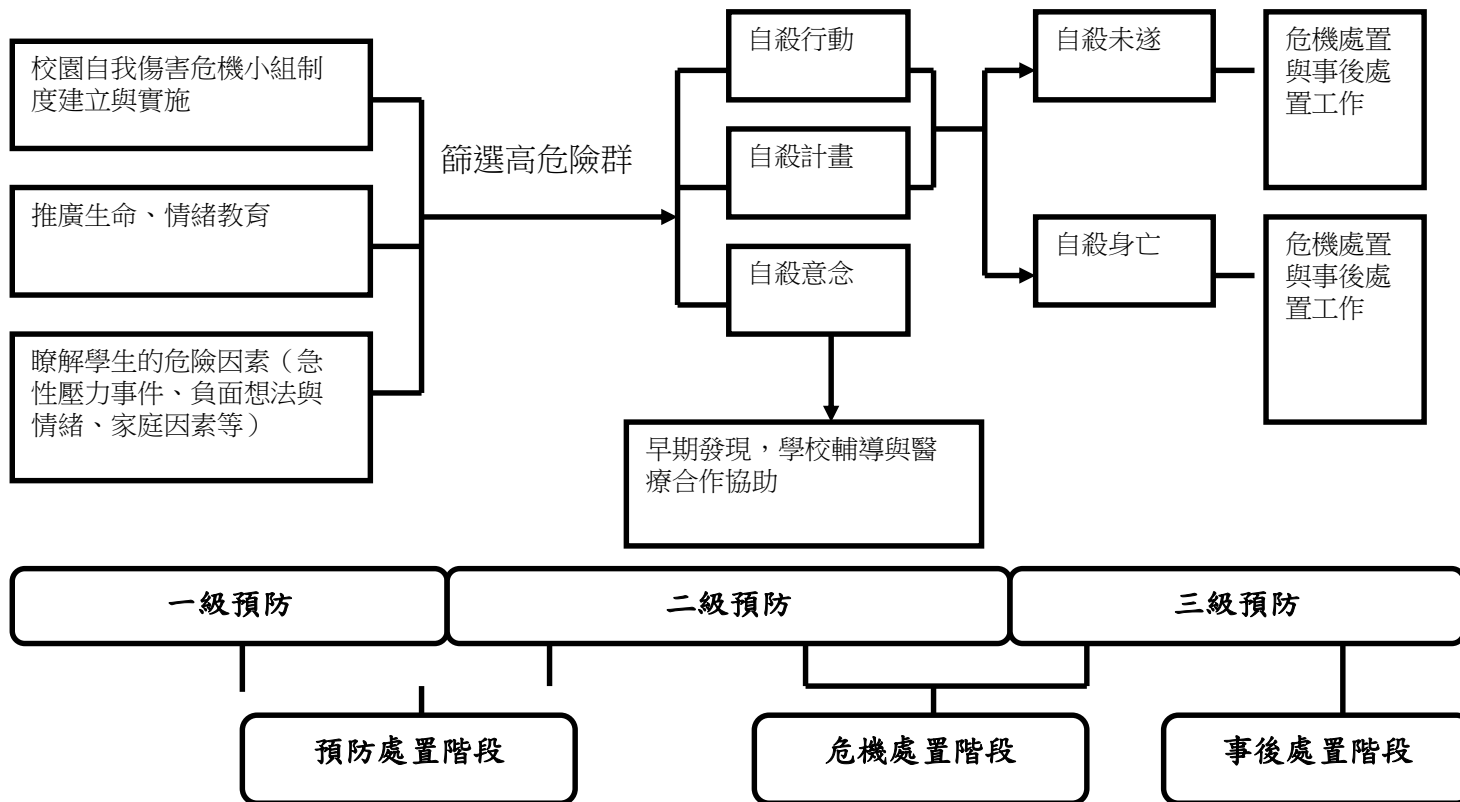 校園自我傷害危機小組制
度建立與實施
推廣生命、情緒教育
瞭解學生的危險因素（急
性壓力事件、負面想法與
情緒、家庭因素等）
篩選高危險群
自殺行動
自殺計畫
自殺意念
早期發現，學校輔導與醫
療合作協助
自殺未遂
自殺身亡
危機處置
與事後處
置工作
危機處置
與事後處
置工作
一級預防
二級預防
三級預防
預防處置階段
危機處置階段
事後處置階段